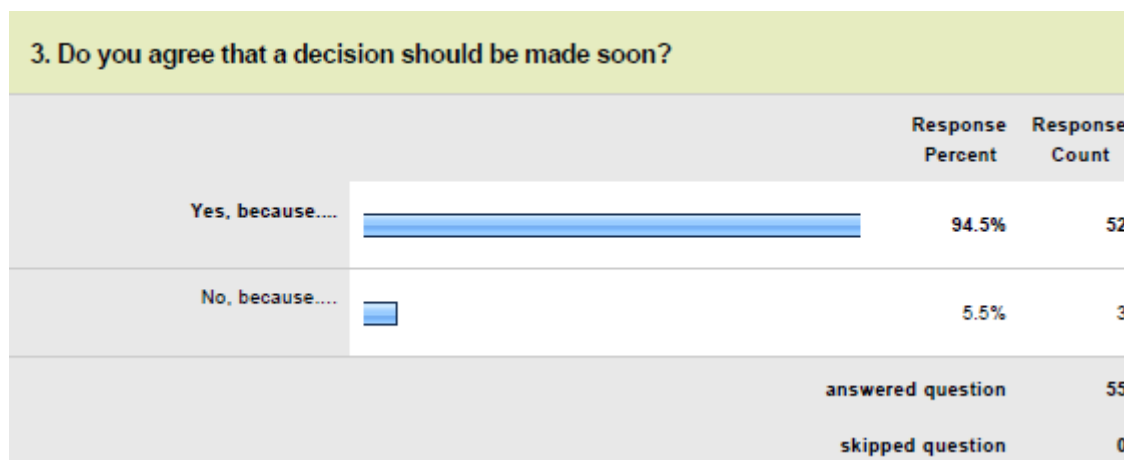 3. Do you agree that a decision should be made soon?
Response Response
Percent Count
Yes, because.... 94.5% 52
No, because.... 5.5% 3
answered question 55
skipped question 0